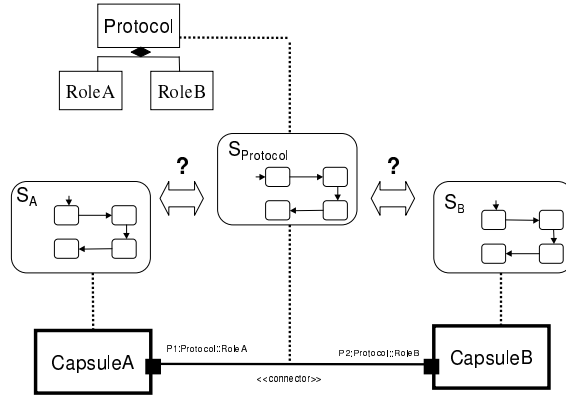 Protocol
RoleA
RoleB
SProtocol
?
?
SA
SB
P1:Protocol::RoleA
P2:Protocol::RoleB
CapsuleA
CapsuleB
<<connector>>